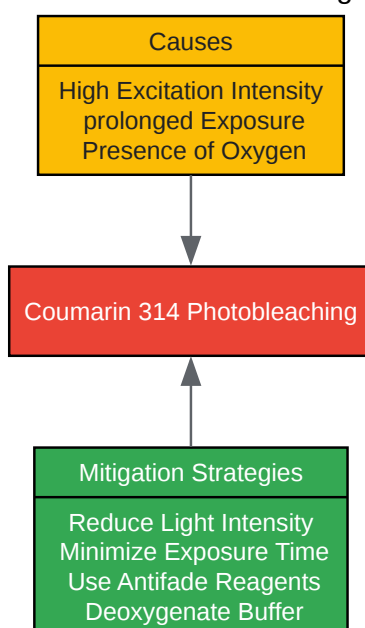 Causes
High Excitation Intensity
prolonged Exposure
Presence of Oxygen
Coumarin 314 Photobleaching
Mitigation Strategies
Reduce Light Intensity
Minimize Exposure Time
Use Antifade Reagents
Deoxygenate Buffer